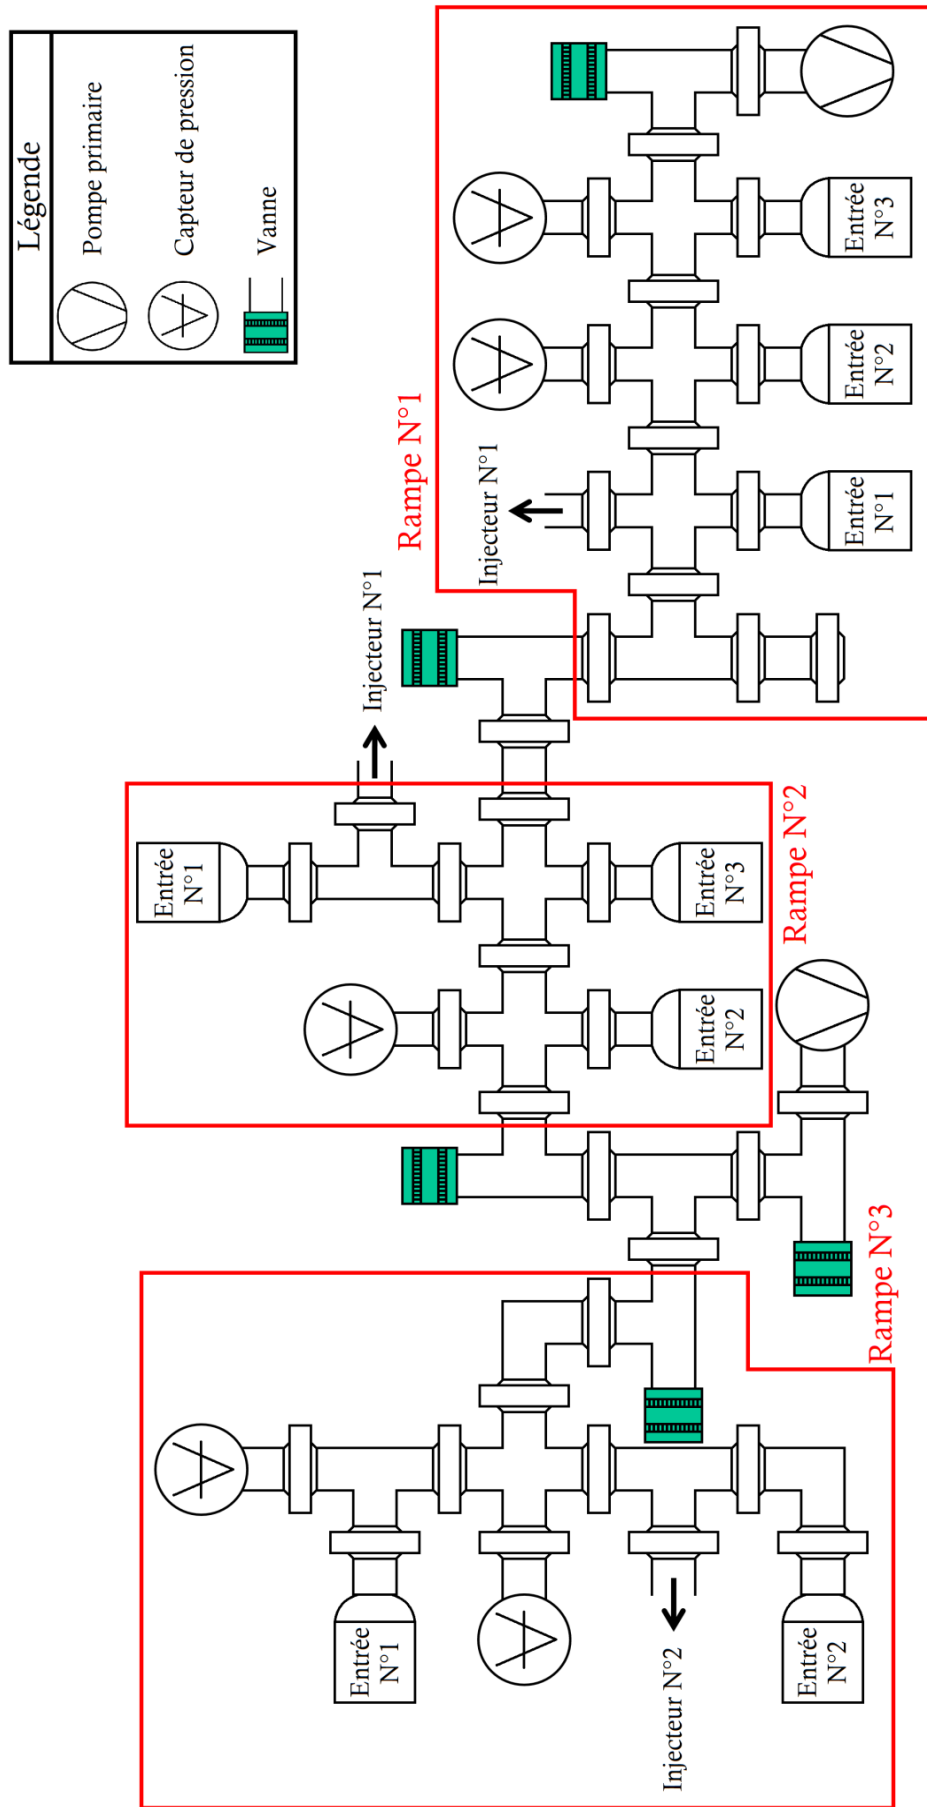 Légende
Pompe primaire
Capteur de pression
Vanne
Rampe N°1
Injecteur N°1
Entrée
N°1
Entrée
N°2
Entrée
N°3
Injecteur N°1
Rampe N°2
Entrée
N°1
Entrée
N°2
Entrée
N°3
Rampe N°3
Entrée
N°1
Injecteur N°2
Entrée
N°2